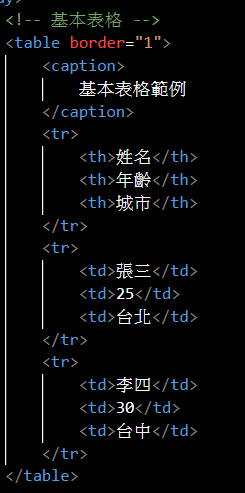 ay>
<!-- 基本表格 -->
<table border="1">
<caption>
基本表格範例
</caption>
<tr>
<th>姓名</th>
<th>年齡</th>
<th>城市</th>
</tr>
<tr>
<td>張三</td>
<td>25</td>
<td>台北</td>
</tr>
<tr>
<td>李四</td>
<td>30</td>
<td>台中</td>
</tr>
</table>